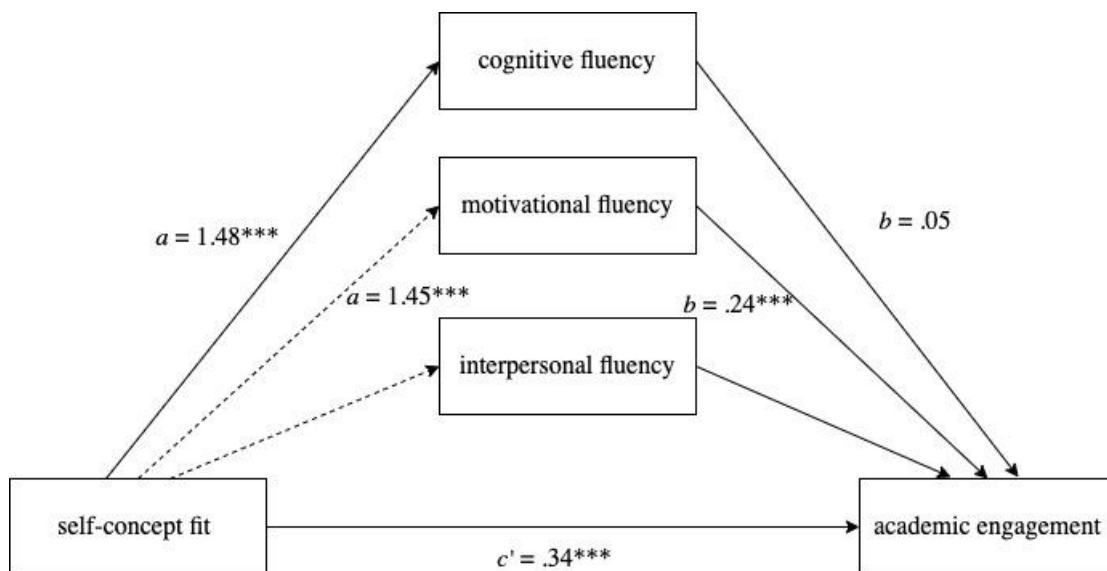 cognitive fluency
motivational fluency
b = .05
a = 1.48***
a = 1.45***
b = .24***
interpersonal fluency
self-concept fit
academic engagement
c' = .34***